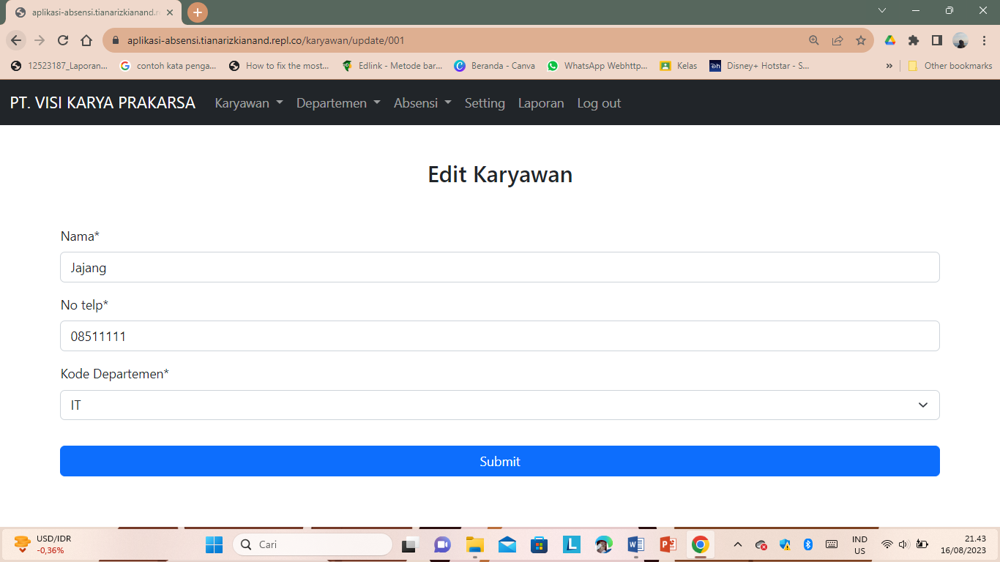 aplikasi-absensi.tianarizkianand.r
aplikasi-absensi.tianarizkianand.repl.co/karyawan/update/001
12523187_Laporan... contoh kata penga... How to fix the most... Edlink - Metode bar... Beranda - Canva WhatsApp Webhttp... Kelas Disney+ Hotstar - S... » Other bookmarks
PT. VISI KARYA PRAKARSA Karyawan Departemen Absensi Setting Laporan Log out
Edit Karyawan
Nama*
Jajang
No telp*
08511111
Kode Departemen*
IT
Submit
USD/IDR
-0,36%
Cari
IND
US
21.43
16/08/2023